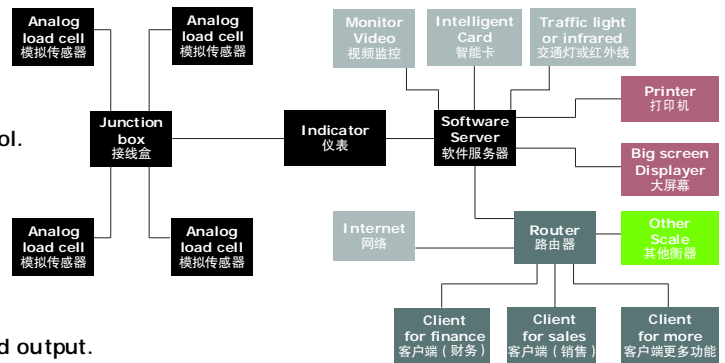 Analog
load cell
模拟传感器
Analog
load cell
模拟传感器
Monitor
Video
视频监控
Intelligent
Card
智能卡
Traffic light
or infrared
交通灯或红外线
Printer
打印机
ol.
Junction
box
接线盒
Indicator
仪表
Software
Server
软件服务器
Big screen
Displayer
大屏幕
Analog
load cell
模拟传感器
Analog
load cell
模拟传感器
Internet
网络
Router
路由器
Other
Scale
其他衡器
Client
for finance
客户端（财务）
Client
for sales
客户端（销售）
Client
for more
客户端更多功能
d output.